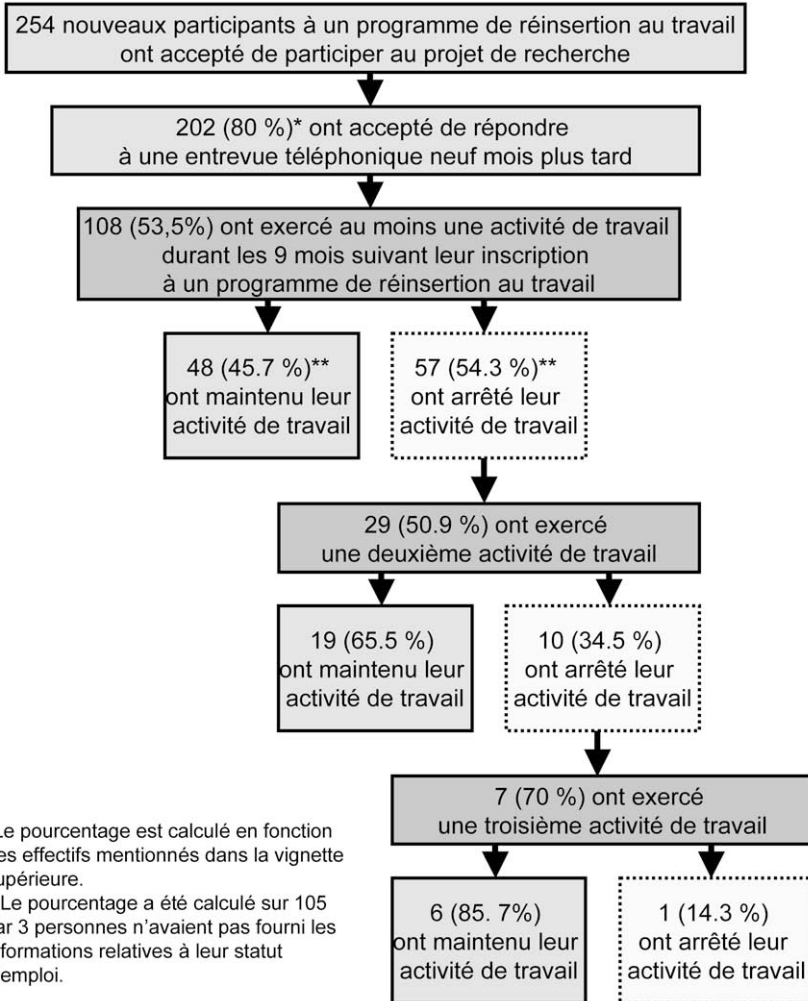 254 nouveaux participants à un programme de réinsertion au travail
ont accepté de participer au projet de recherche
202 (80 %)* ont accepté de répondre
à une entrevue téléphonique neuf mois plus tard
108 (53,5%) ont exercé au moins une activité de travail
durant les 9 mois suivant leur inscription
à un programme de réinsertion au travail
48 (45.7 %)**
ont maintenu leur
activité de travail
57 (54.3 %)**
ont arrêté leur
activité de travail
29 (50.9 %) ont exercé
une deuxième activité de travail
19 (65.5 %)
ont maintenu leur
activité de travail
10 (34.5 %)
ont arrêté leur
activité de travail
7 (70 %) ont exercé
une troisième activité de travail
6 (85. 7%)
ont maintenu leur
activité de travail
1 (14.3 %)
ont arrêté leur
activité de travail
Le pourcentage est calculé en fonction
es effectifs mentionnés dans la vignette
upérieure.
Le pourcentage a été calculé sur 105
ar 3 personnes n'avaient pas fourni les
formations relatives à leur statut
emploi.